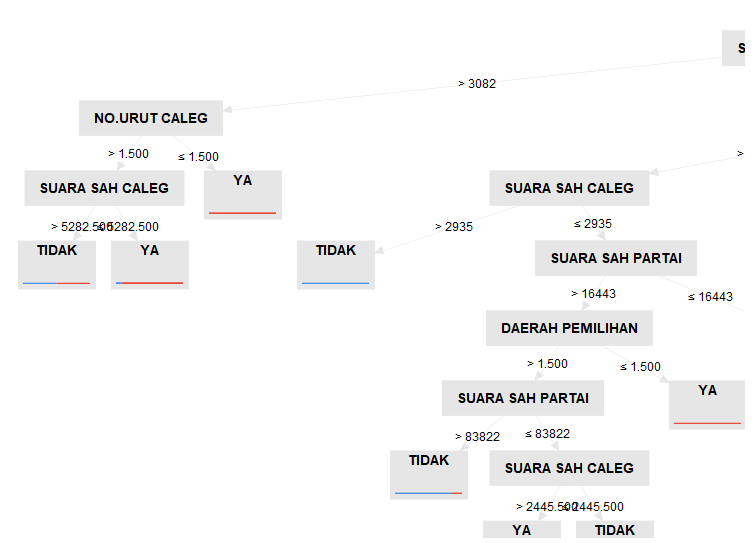 S
> 3082
NO.URUT CALEG
> 1.500
≤ 1.500
>
SUARA SAH CALEG
YA
SUARA SAH CALEG
> 5282.500
≤ 5282.500
> 2935
≤ 2935
TIDAK
YA
TIDAK
SUARA SAH PARTAI
> 16443
≤ 16443
DAERAH PEMILIHAN
> 1.500
≤ 1.500
SUARA SAH PARTAI
YA
> 83822
≤ 83822
TIDAK
SUARA SAH CALEG
> 2445.500
≤ 2445.500
YA
TIDAK